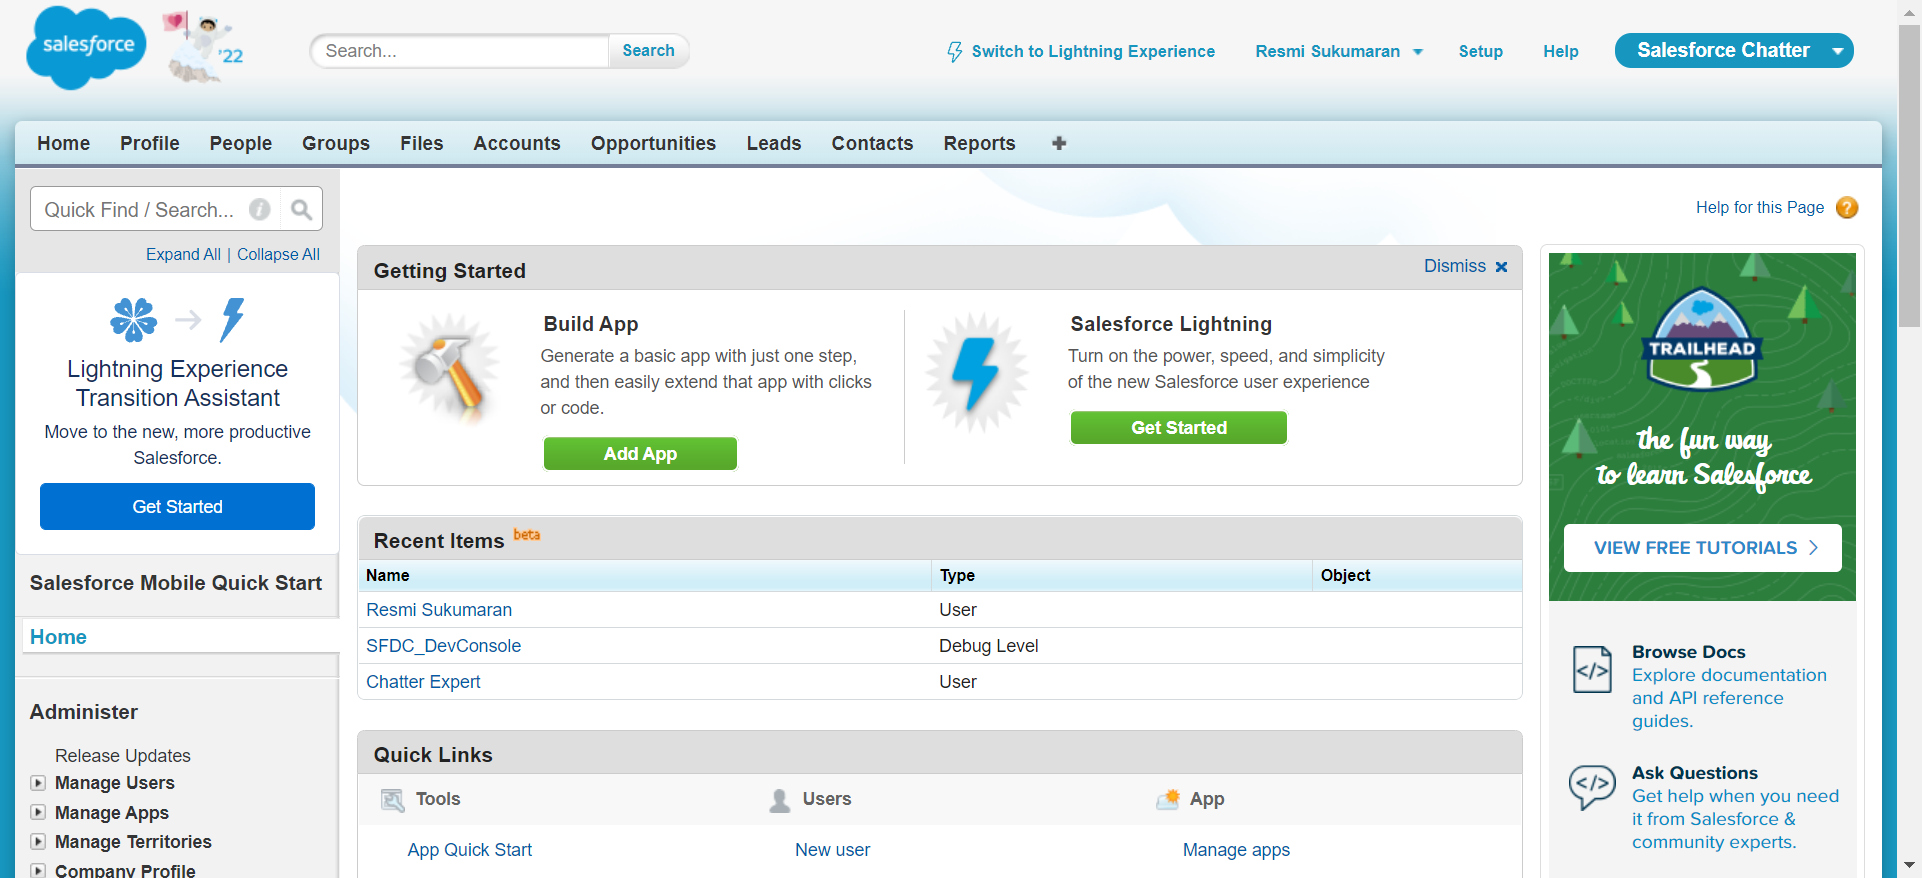 salesforce
'22
Search...
Search
Switch to Lightning Experience
Resmi Sukumaran
Setup
Help
Salesforce Chatter
Home
Profile
People
Groups
Files
Accounts
Opportunities
Leads
Contacts
Reports
Quick Find / Search...
Expand All | Collapse All
Lightning Experience
Transition Assistant
Move to the new, more productive
Salesforce.
Get Started
Salesforce Mobile Quick Start
Home
Administer
Release Updates
Manage Users
Manage Apps
Manage Territories
Company Profile
Help for this Page
Getting Started
Dismiss
Build App
Generate a basic app with just one step,
and then easily extend that app with clicks
or code.
Add App
Salesforce Lightning
Turn on the power, speed, and simplicity
of the new Salesforce user experience
Get Started
Recent Items beta
Name Type Object
Resmi Sukumaran User
SFDC_DevConsole Debug Level
Chatter Expert User
Quick Links
Tools
Users
App
App Quick Start
New user
Manage apps
TRAILHEAD
the fun way
to learn Salesforce
VIEW FREE TUTORIALS
Browse Docs
Explore documentation
and API reference
guides.
Ask Questions
Get help when you need
it from Salesforce &
community experts.